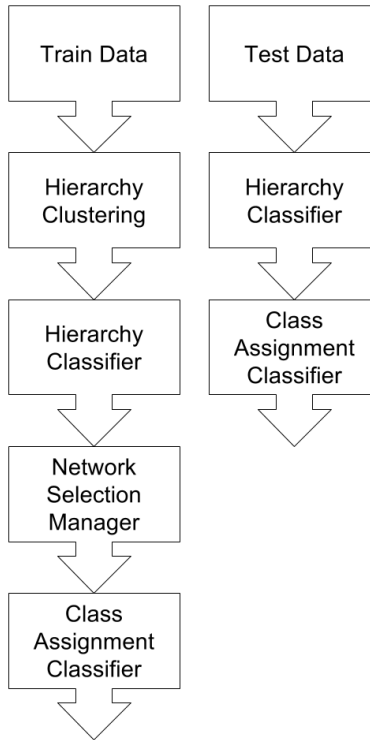 Train Data
Hierarchy
Clustering
Hierarchy
Classifier
Network
Selection
Manager
Class
Assignment
Classifier
Test Data
Hierarchy
Classifier
Class
Assignment
Classifier